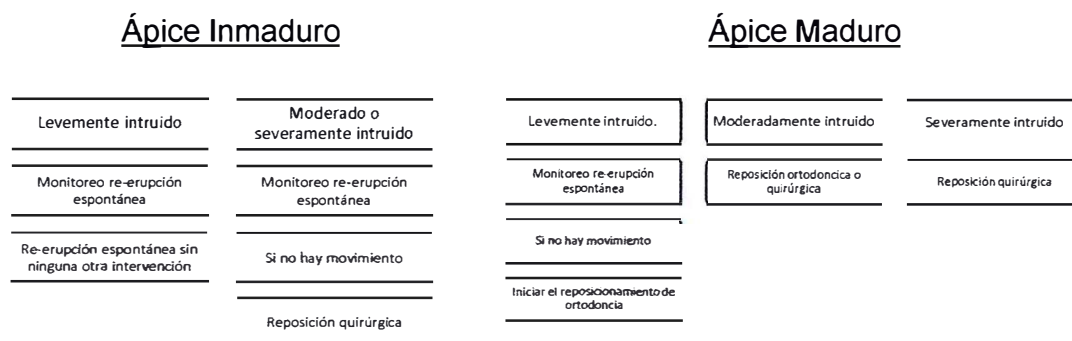 Ápice Inmaduro
Levemente intruido
Monitoreo re-erupción
espontánea
Re-erupción espontánea sin
ninguna otra intervención
Moderado o
severamente intruido
Monitoreo re-erupción
espontánea
Si no hay movimiento
Reposición quirúrgica
Ápice Maduro
Levemente intruido.
Monitoreo re-erupción
espontánea
Si no hay movimiento
Iniciar el reposicionamiento de
ortodoncia
Moderadamente intruido
Reposición ortodoncica o
quirúrgica
Severamente intruido
Reposición quirúrgica